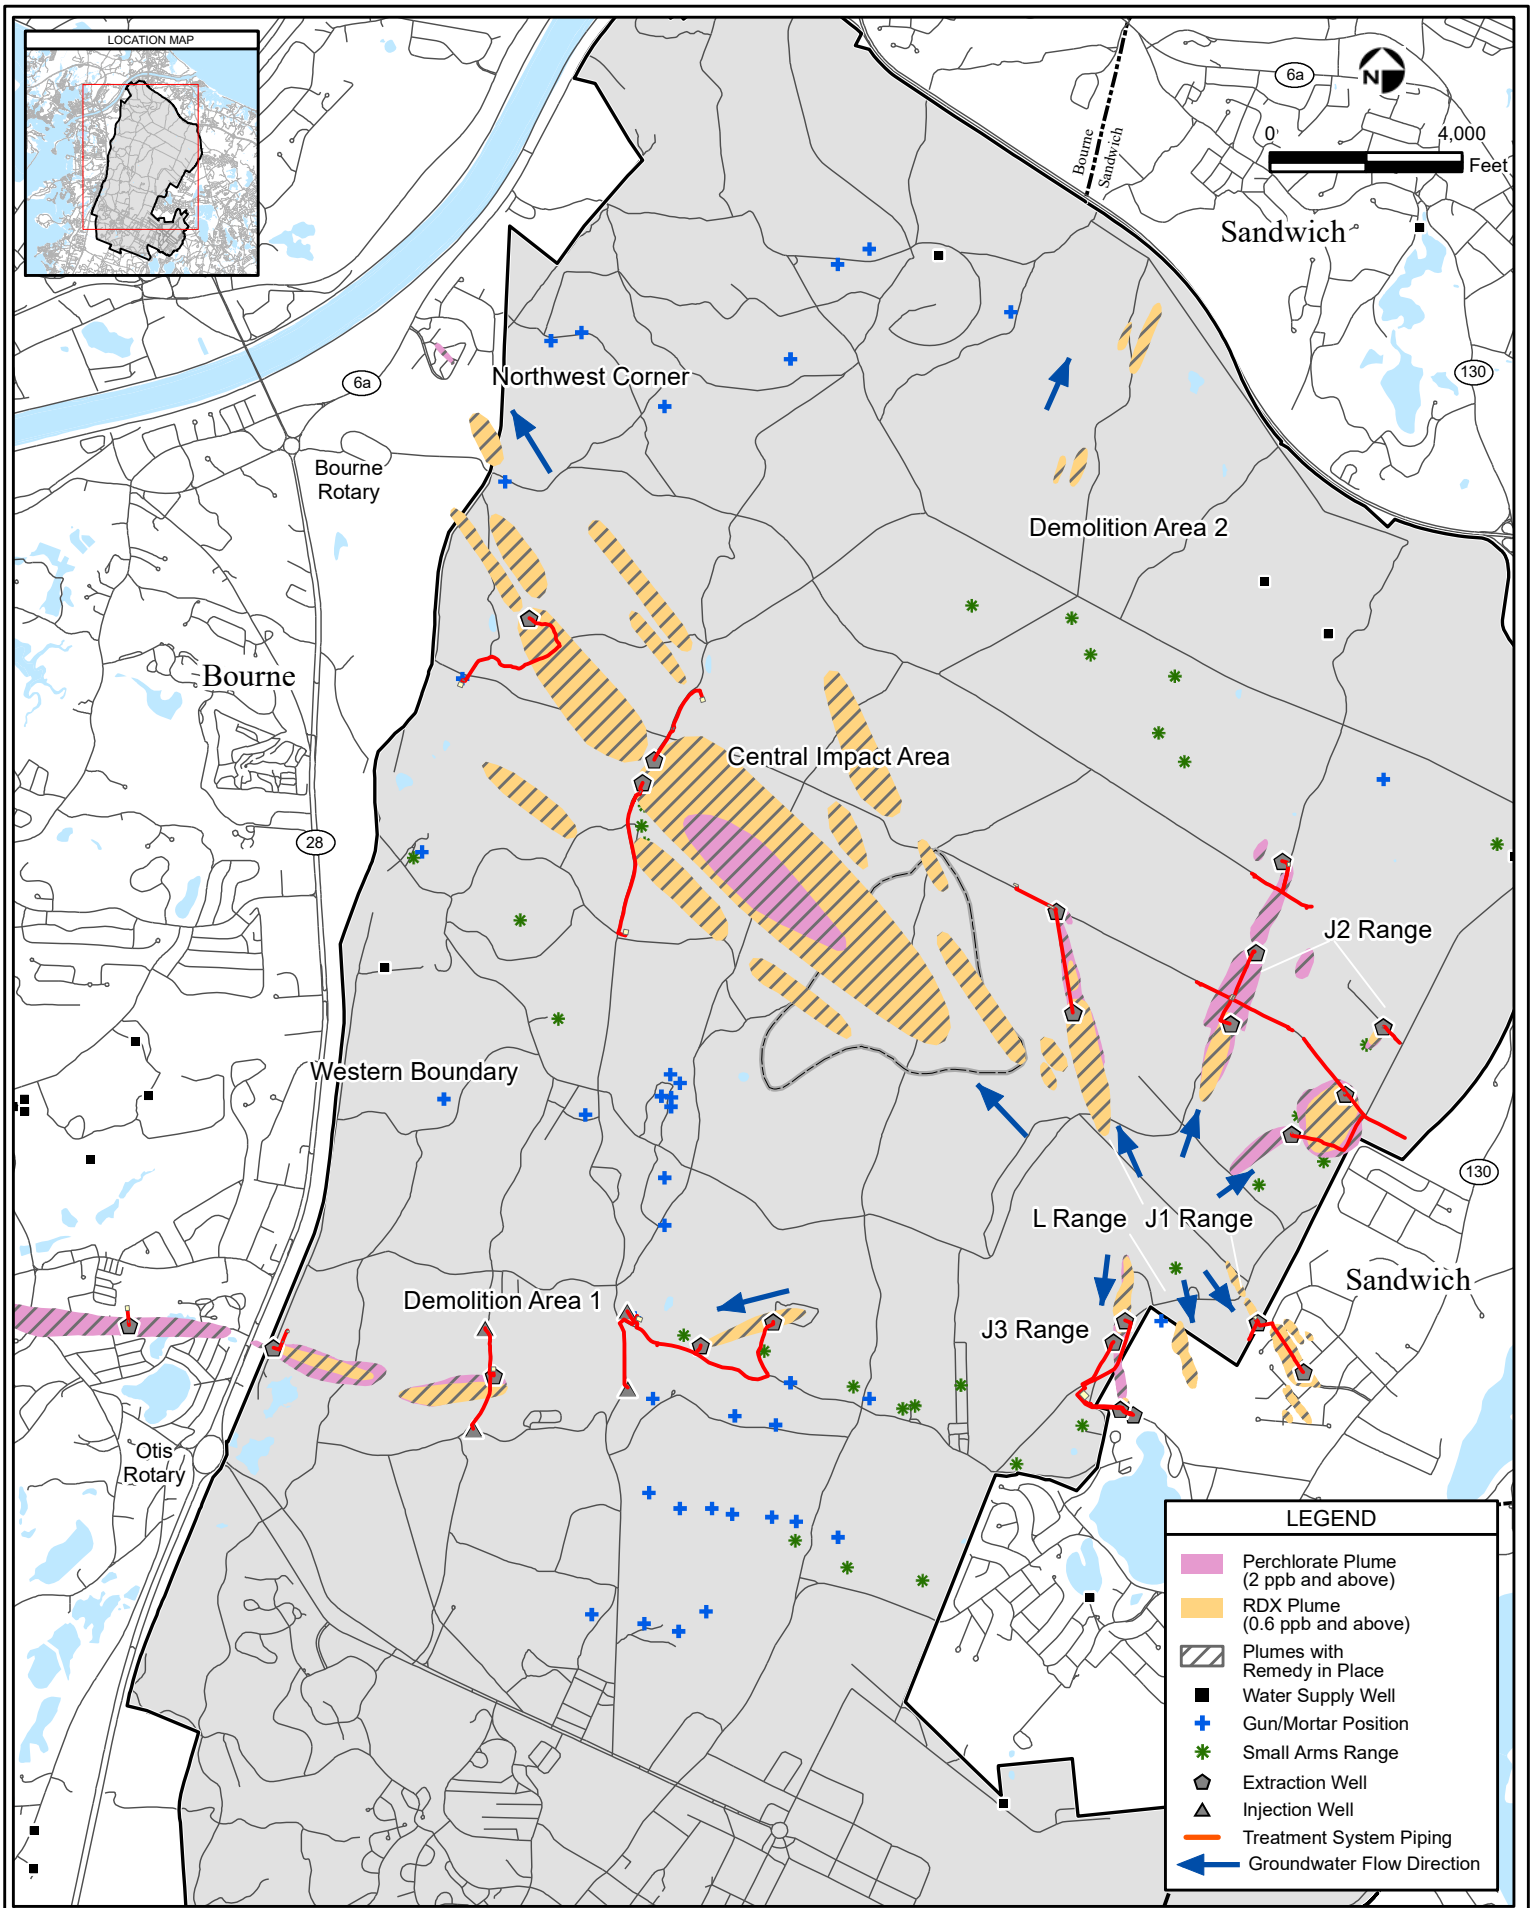 LOCATION MAP
6a
N
0
4,000
Feet
Bourne
Sandwich
Sandwich
130
6a
Northwest Corner
Bourne
Rotary
Demolition Area 2
Bourne
Central Impact Area
28
J2 Range
Western Boundary
130
L Range
J1 Range
Sandwich
Demolition Area 1
J3 Range
Otis
Rotary
LEGEND
Perchlorate Plume
(2 ppb and above)
RDX Plume
(0.6 ppb and above)
Plumes with
Remedy in Place
Water Supply Well
Gun/Mortar Position
Small Arms Range
Extraction Well
Injection Well
Treatment System Piping
Groundwater Flow Direction